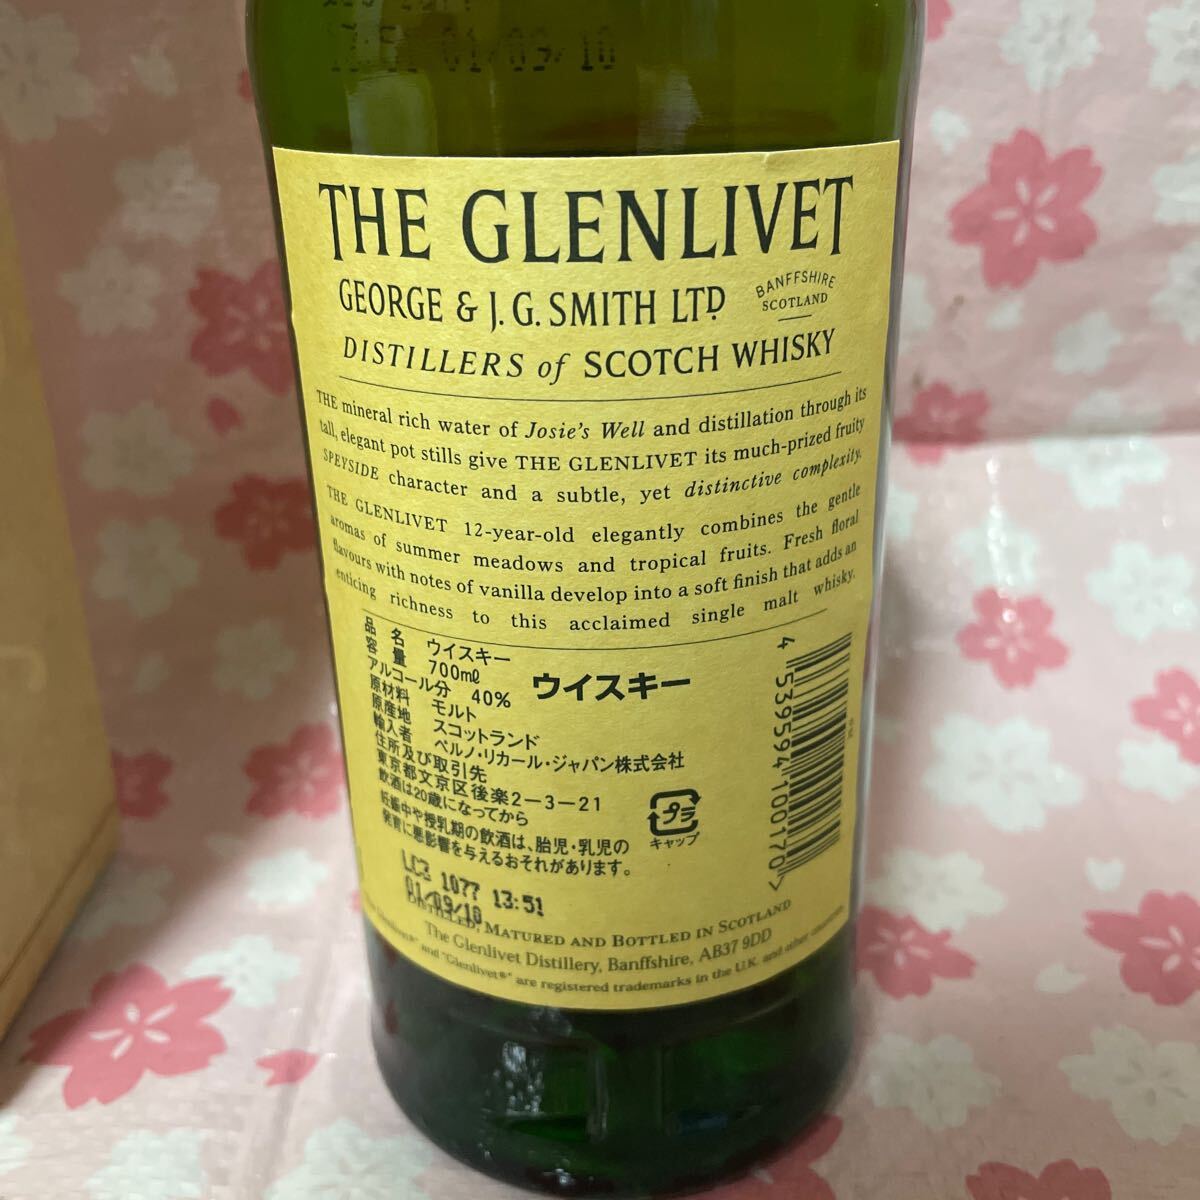 01/09/10
THE GLENLIVET
GEORGE & J.G. SMITH LTD
BANFFSHIRE
SCOTLAND
DISTILLERS of SCOTCH WHISKY
THE mineral rich water of Josie's Well and distillation through its
tall, elegant pot stills give THE GLENLIVET its much-prized fruity
SPEYSIDE character and a subtle, yet distinctive complexity.
THE GLENLIVET 12-year-old elegantly combines the gentle
aromas of summer meadows and tropical fruits. Fresh floral
flavours with notes of vanilla develop into a soft finish that adds an
enticing richness to this acclaimed single malt whisky.
品名 ウイスキー
容量 700mℓ
アルコール分 40%
原材料 モルト
原産地 スコットランド
輸入者 ペルノ・リカール・ジャパン株式会社
住所及び取引先
東京都文京区後楽2-3-21
飲酒は20歳になってから
妊娠中や授乳期の飲酒は、胎児・乳児の
発育に悪影響を与えるおそれがあります。
ウイスキー
プラ
キャップ
4 539594 100170 >
LC2 1077 13:51
01/09/10
DISTILLED, MATURED AND BOTTLED IN SCOTLAND
The Glenlivet Distillery, Banffshire, AB37 9DD
and "Glenlivet®" are registered trademarks in the U.K. and other countries